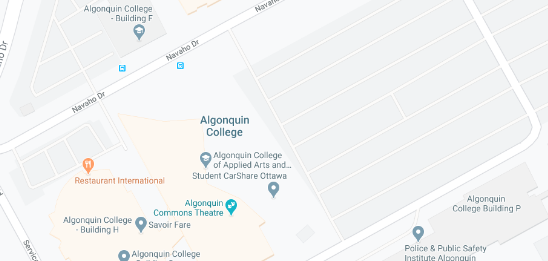 Algonquin College
- Building F
Navaho Dr
Navaho Dr
Navaho Dr
Algonquin
College
Algonquin College
of Applied Arts and...
Student CarShare Ottawa
Restaurant International
Algonquin
Commons Theatre
Algonquin College
- Building H
Savoir Fare
Algonquin
College Building P
Police & Public Safety
Institute Algonquin
Algonquin College